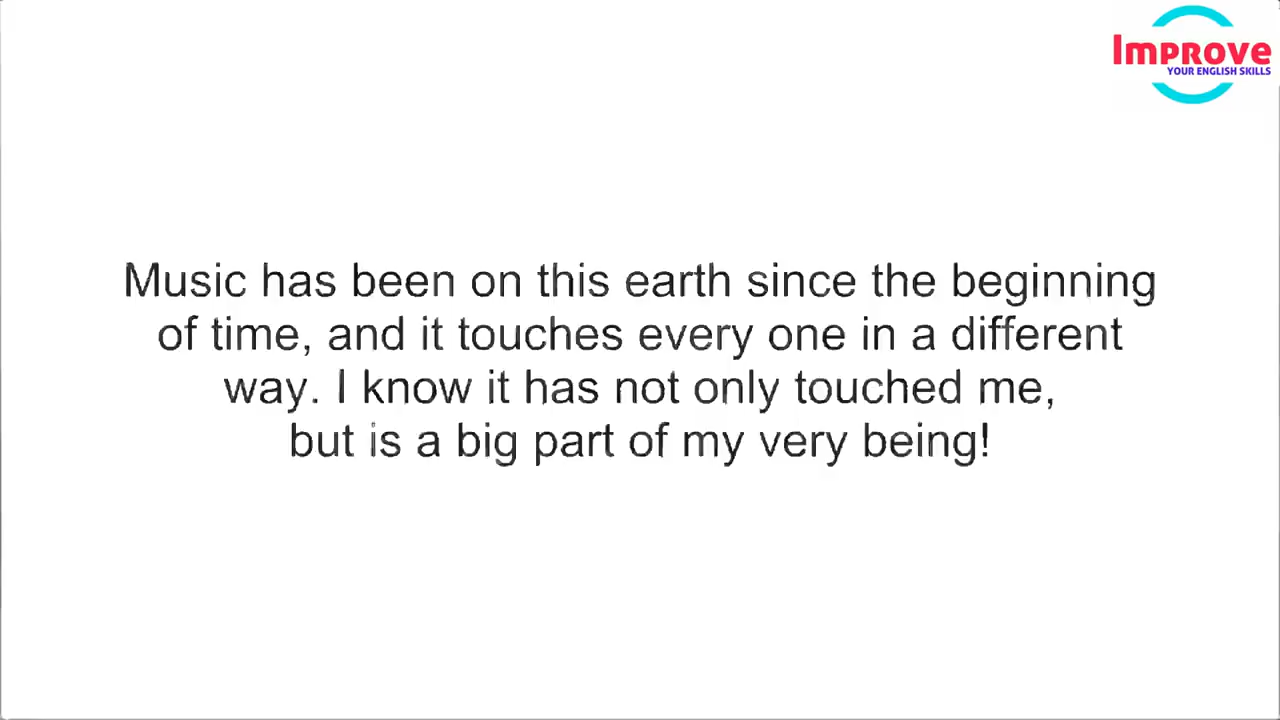 Improve
YOUR ENGLISH SKILLS
Music has been on this earth since the beginning
of time, and it touches every one in a different
way. I know it has not only touched me,
but is a big part of my very being!